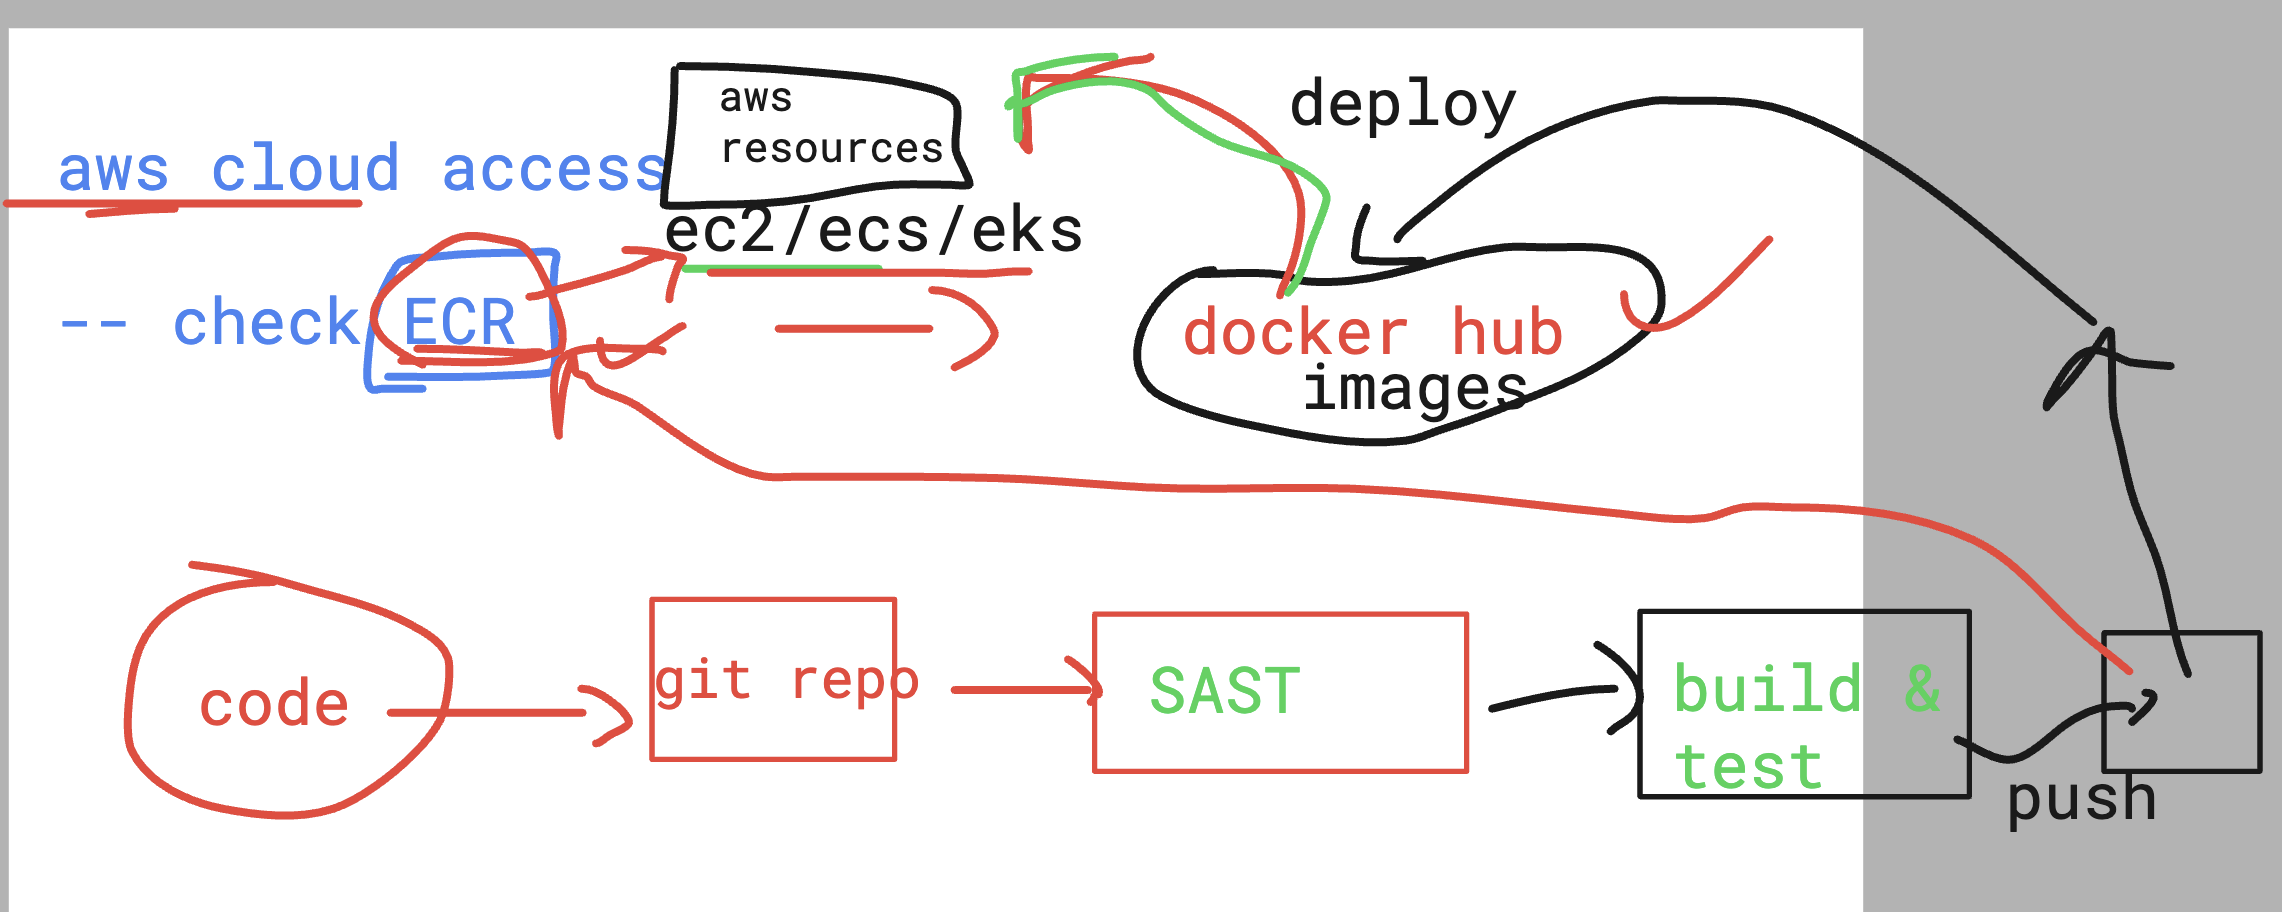 aws
resources
aws cloud access
ec2/ecs/eks
deploy
-- check ECR
docker hub
images
code
git repo
SAST
build &
test
push